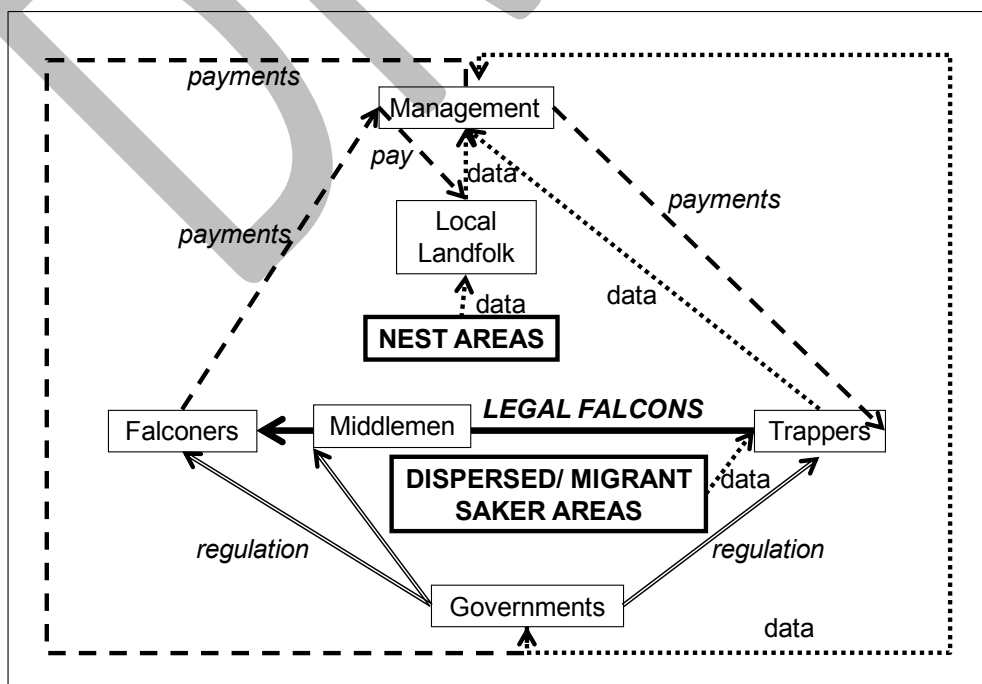 payments
Management
pay
data
payments
payments
Local
Landfolk
data
data
NEST AREAS
LEGAL FALCONS
Falconers
Middlemen
Trappers
DISPERSED/ MIGRANT
SAKER AREAS
data
regulation
regulation
Governments
data